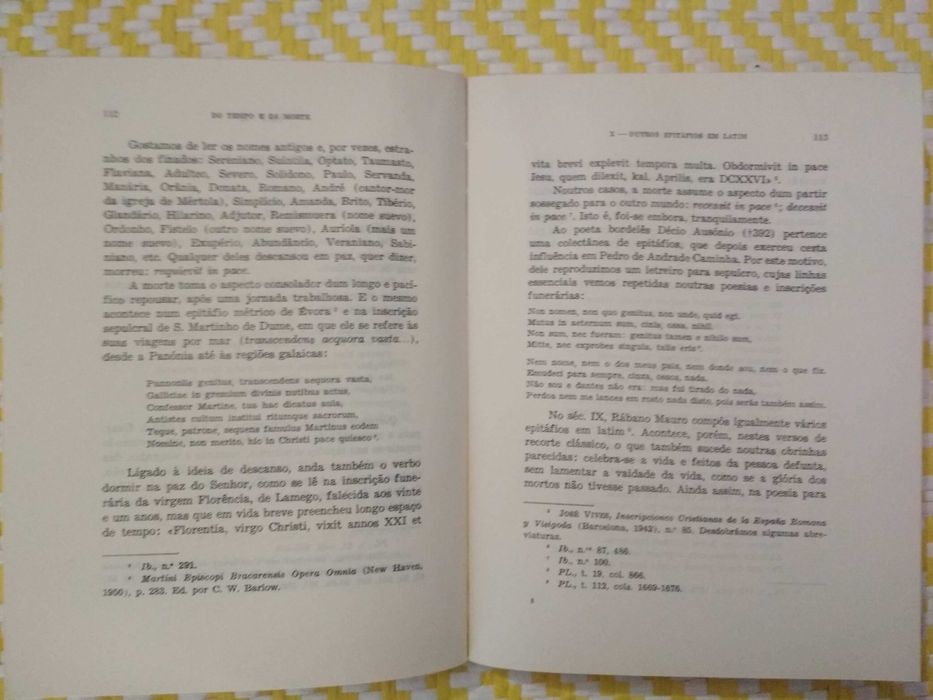 112
DO TEMPO E DA MORTE
Gostamos de ler os nomes antigos e, por vezes, estra-
nhos dos finados: Sereniano, Suincila, Optato, Taumasto,
Flaviana, Adulteo, Severo, Solidono, Paulo, Servanda,
Manária, Orânia, Donata, Romano, André (cantor-mor
da igreja de Mértola), Simplício, Amanda, Brito, Tibério,
Glandário, Hilarino, Adjutor, Remismuera (nome suevo),
Ordonho, Fistelo (outro nome suevo), Auríola (mais um
nome suevo), Exupério, Abundâncio, Veraniano, Sabi-
niano, etc. Qualquer deles descansou em paz, quer dizer,
morreu: requievit in pace.
A morte toma o aspecto consolador dum longo e pací-
fico repousar, após uma jornada trabalhosa. E o mesmo
acontece num epitáfio métrico de Évora ³ e na inscrição
sepulcral de S. Martinho de Dume, em que ele se refere às
suas viagens por mar (transcendens aequora vasta...),
desde a Panónia até às regiões galaicas:
Pannoniis genitus, transcendens aequora vasta,
Galliciae in gremium divinis nutibus actus,
Confessor Martine, tua hac dicatus aula,
Antistes cultum institui ritumque sacrorum,
Teque, patrone, sequens famulus Martinus eodem
Nomine, non merito, hic in Christi pace quiesco ⁴.
Ligado à ideia de descanso, anda também o verbo
dormir na paz do Senhor, como se lê na inscrição fune-
rária da virgem Florência, de Lamego, falecida aos vinte
e um anos, mas que em vida breve preencheu longo espaço
de tempo: «Florentia, virgo Christi, vixit annos XXI et
³ Ib., n.º 291.
⁴ Martini Episcopi Bracarensis Opera Omnia (New Haven,
1950), p. 283. Ed. por C. W. Barlow.
X — OUTROS EPITÁFIOS EM LATIM
113
vita brevi explevit tempora multa. Obdormivit in pace
Iesu, quem dilexit, kal. Aprilis, era DCXXVI» ⁵.
Noutros casos, a morte assume o aspecto dum partir
sossegado para o outro mundo: recessit in pace ⁶; decessit
in pace ⁷. Isto é, foi-se embora, tranquilamente.
Ao poeta bordelês Décio Ausónio (†392) pertence
uma colectânea de epitáfios, que depois exerceu certa
influência em Pedro de Andrade Caminha. Por este motivo,
dele reproduzimos um letreiro para sepulcro, cujas linhas
essenciais vemos repetidas noutras poesias e inscrições
funerárias:
Non nomen, non quo genitus, non unde, quid egi.
Mutus in aeternum sum, cinis, ossa, nihil.
Non sum, nec fueram: genitus tamen e nihilo sum,
Mitte, nec exprobes singula, talis eris ⁸.
Nem nome, nem o dos meus pais, nem donde sou, nem o que fiz.
Emudeci para sempre, cinza, ossos, nada.
Não sou e dantes não era: mas fui tirado do nada,
Perdoa nem me lances em rosto nada disto, pois serás também assim.
No séc. IX, Rábano Mauro compôs igualmente vários
epitáfios em latim ⁹. Acontece, porém, nestes versos de
recorte clássico, o que também sucede noutras obrinhas
parecidas: celebra-se a vida e feitos da pessoa defunta,
sem lamentar a vaidade da vida, como se a glória dos
mortos não tivesse passado. Ainda assim, na poesia para
⁵ JOSÉ VIVES, Inscripciones Cristianas de la España Romana
y Visigoda (Barcelona, 1942), n.º 85. Desdobrámos algumas abre-
viaturas.
⁶ Ib., n.ºˢ 87, 486.
⁷ Ib., n.º 100.
⁸ PL., t. 19, col. 866.
⁹ PL., t. 112, cols. 1669-1676.
8